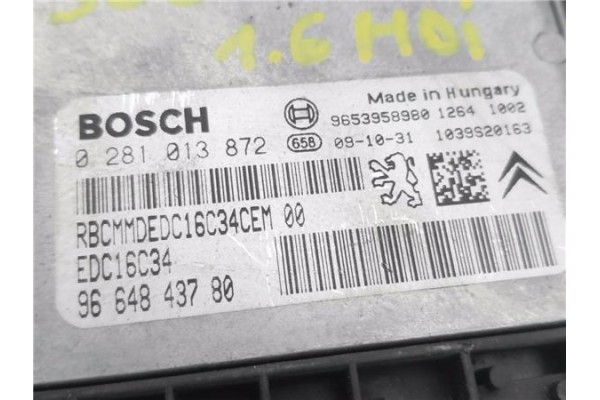 1.6 HDi
Made in Hungary
BOSCH
9653958980 1264 1002
0 281 013 872
658 09-10-31 1039S20163
RBCMMDEDC16C34CEM 00
EDC16C34
96 648 437 80